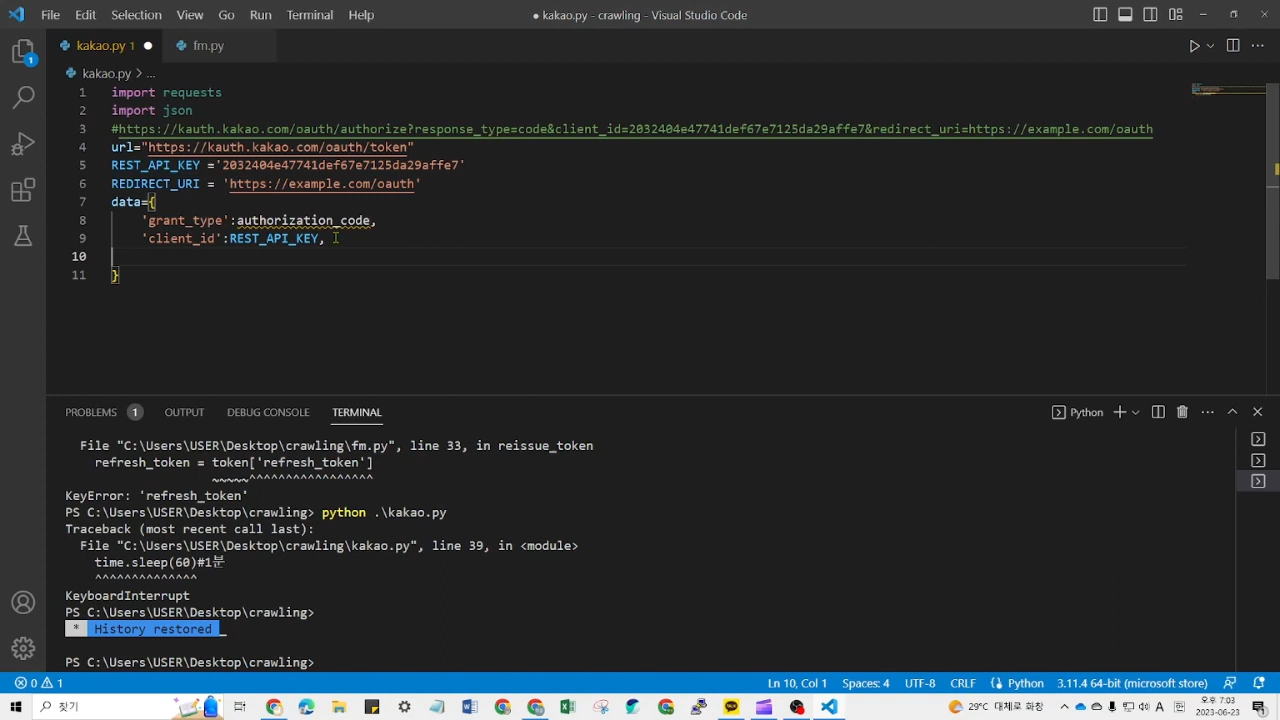 File Edit Selection View Go Run Terminal Help ● kakao.py - crawling - Visual Studio Code
kakao.py 1 ● fm.py
kakao.py > ...
1 import requests
2 import json
3 #https://kauth.kakao.com/oauth/authorize?response_type=code&client_id=2032404e47741def67e7125da29affe7&redirect_uri=https://example.com/oauth
4 url="https://kauth.kakao.com/oauth/token"
5 REST_API_KEY ='2032404e47741def67e7125da29affe7'
6 REDIRECT_URI = 'https://example.com/oauth'
7 data={
8 'grant_type':authorization_code,
9 'client_id':REST_API_KEY,
10
11 }
PROBLEMS 1 OUTPUT DEBUG CONSOLE TERMINAL Python
File "C:\Users\USER\Desktop\crawling\fm.py", line 33, in reissue_token
refresh_token = token['refresh_token']
~~~~~^^^^^^^^^^^^^^^^^
KeyError: 'refresh_token'
PS C:\Users\USER\Desktop\crawling> python .\kakao.py
Traceback (most recent call last):
File "C:\Users\USER\Desktop\crawling\kakao.py", line 39, in <module>
time.sleep(60)#1분
^^^^^^^^^^^^^^
KeyboardInterrupt
PS C:\Users\USER\Desktop\crawling>
* History restored
PS C:\Users\USER\Desktop\crawling>
0 1 Ln 10, Col 1 Spaces: 4 UTF-8 CRLF Python 3.11.4 64-bit (microsoft store)
찾기 29°C 대체로 화창 A 한 오후 7:03
2023-06-23